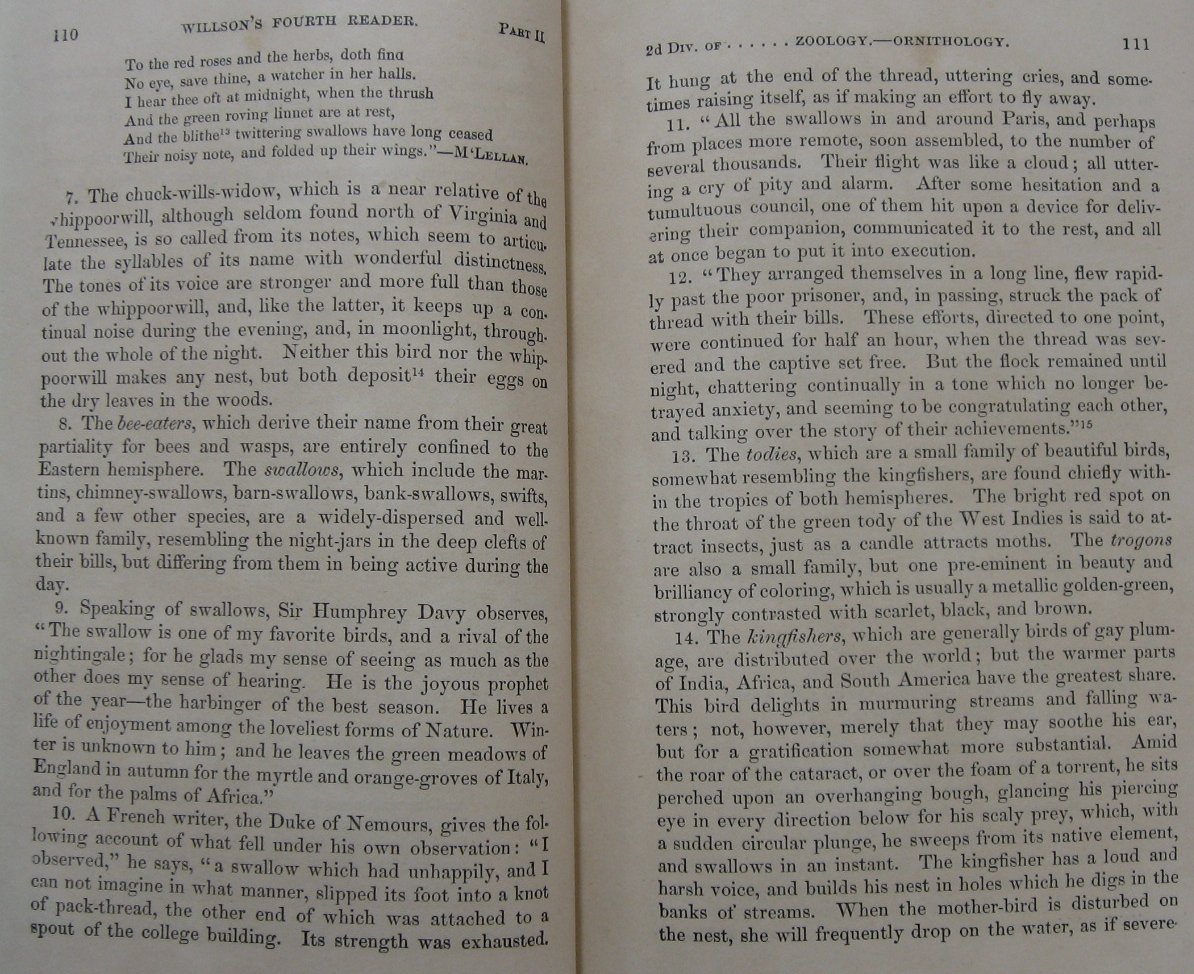 110 WILLSON'S FOURTH READER. PART II
To the red roses and the herbs, doth find
No eye, save thine, a watcher in her halls.
I hear thee oft at midnight, when the thrush
And the green roving linnet are at rest,
And the blithe¹³ twittering swallows have long ceased
Their noisy note, and folded up their wings."—M'LELLAN.
7. The chuck-wills-widow, which is a near relative of the
whippoorwill, although seldom found north of Virginia and
Tennessee, is so called from its notes, which seem to articu-
late the syllables of its name with wonderful distinctness.
The tones of its voice are stronger and more full than those
of the whippoorwill, and, like the latter, it keeps up a con-
tinual noise during the evening, and, in moonlight, through-
out the whole of the night. Neither this bird nor the whip-
poorwill makes any nest, but both deposit¹⁴ their eggs on
the dry leaves in the woods.
8. The bee-eaters, which derive their name from their great
partiality for bees and wasps, are entirely confined to the
Eastern hemisphere. The swallows, which include the mar-
tins, chimney-swallows, barn-swallows, bank-swallows, swifts,
and a few other species, are a widely-dispersed and well-
known family, resembling the night-jars in the deep clefts of
their bills, but differing from them in being active during the
day.
9. Speaking of swallows, Sir Humphrey Davy observes,
"The swallow is one of my favorite birds, and a rival of the
nightingale; for he glads my sense of seeing as much as the
other does my sense of hearing. He is the joyous prophet
of the year—the harbinger of the best season. He lives a
life of enjoyment among the loveliest forms of Nature. Win-
ter is unknown to him; and he leaves the green meadows of
England in autumn for the myrtle and orange-groves of Italy,
and for the palms of Africa."
10. A French writer, the Duke of Nemours, gives the fol-
lowing account of what fell under his own observation: "I
observed," he says, "a swallow which had unhappily, and I
can not imagine in what manner, slipped its foot into a knot
of pack-thread, the other end of which was attached to a
spout of the college building. Its strength was exhausted.
2d DIV. OF . . . . . . ZOOLOGY.—ORNITHOLOGY. 111
It hung at the end of the thread, uttering cries, and some-
times raising itself, as if making an effort to fly away.
11. "All the swallows in and around Paris, and perhaps
from places more remote, soon assembled, to the number of
several thousands. Their flight was like a cloud; all utter-
ing a cry of pity and alarm. After some hesitation and a
tumultuous council, one of them hit upon a device for deliv-
ering their companion, communicated it to the rest, and all
at once began to put it into execution.
12. "They arranged themselves in a long line, flew rapid-
ly past the poor prisoner, and, in passing, struck the pack of
thread with their bills. These efforts, directed to one point,
were continued for half an hour, when the thread was sev-
ered and the captive set free. But the flock remained until
night, chattering continually in a tone which no longer be-
trayed anxiety, and seeming to be congratulating each other,
and talking over the story of their achievements."¹⁵
13. The todies, which are a small family of beautiful birds,
somewhat resembling the kingfishers, are found chiefly with-
in the tropics of both hemispheres. The bright red spot on
the throat of the green tody of the West Indies is said to at-
tract insects, just as a candle attracts moths. The trogons
are also a small family, but one pre-eminent in beauty and
brilliancy of coloring, which is usually a metallic golden-green,
strongly contrasted with scarlet, black, and brown.
14. The kingfishers, which are generally birds of gay plum-
age, are distributed over the world; but the warmer parts
of India, Africa, and South America have the greatest share.
This bird delights in murmuring streams and falling wa-
ters; not, however, merely that they may soothe his ear,
but for a gratification somewhat more substantial. Amid
the roar of the cataract, or over the foam of a torrent, he sits
perched upon an overhanging bough, glancing his piercing
eye in every direction below for his scaly prey, which, with
a sudden circular plunge, he sweeps from its native element,
and swallows in an instant. The kingfisher has a loud and
harsh voice, and builds his nest in holes which he digs in the
banks of streams. When the mother-bird is disturbed on
the nest, she will frequently drop on the water, as if severe-